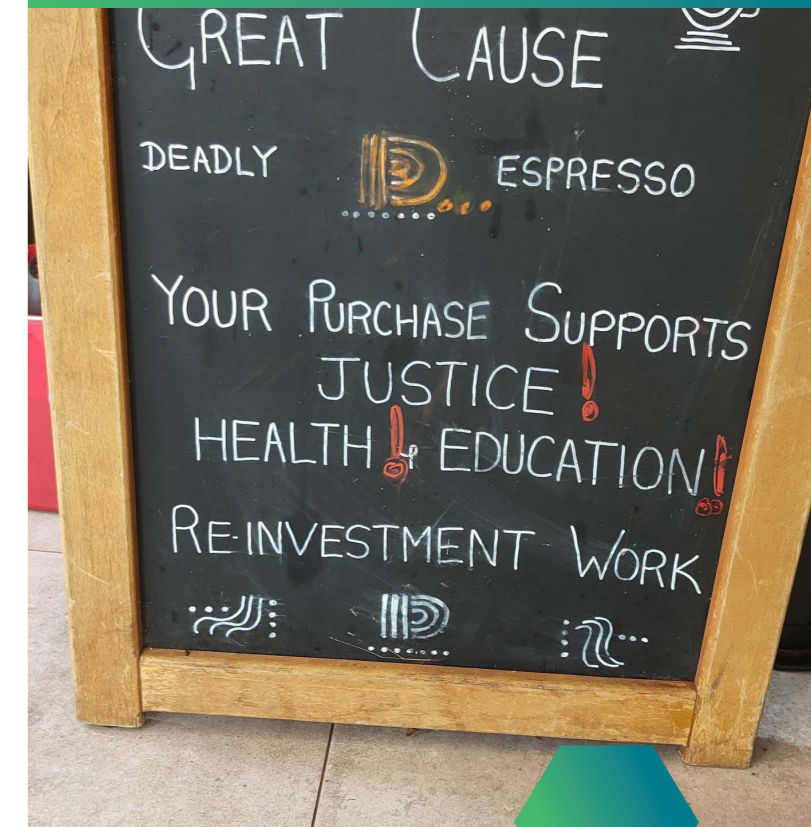 GREAT CAUSE
DEADLY D... ESPRESSO
YOUR PURCHASE SUPPORTS
JUSTICE!
HEALTH! & EDUCATION!
RE-INVESTMENT WORK